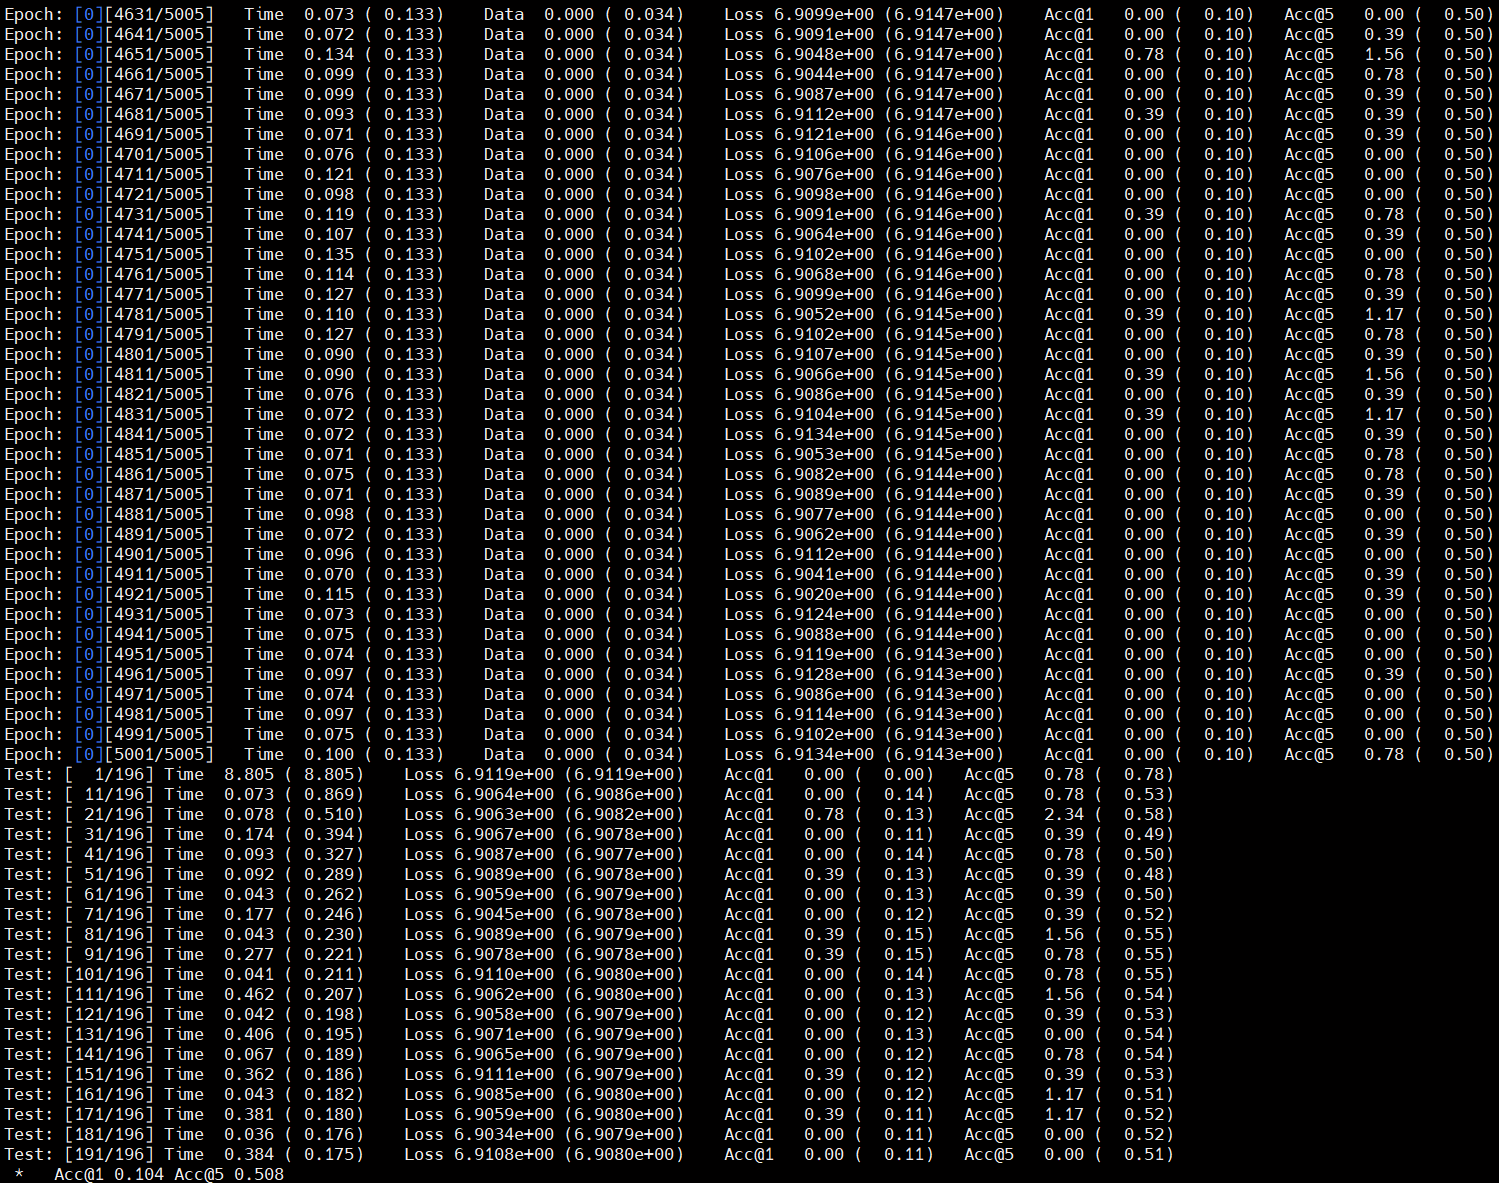 Epoch: [0][4631/5005]   Time  0.073 ( 0.133)    Data  0.000 ( 0.034)    Loss 6.9099e+00 (6.9147e+00)    Acc@1   0.00 (  0.10)   Acc@5   0.00 (  0.50)
Epoch: [0][4641/5005]   Time  0.072 ( 0.133)    Data  0.000 ( 0.034)    Loss 6.9091e+00 (6.9147e+00)    Acc@1   0.00 (  0.10)   Acc@5   0.39 (  0.50)
Epoch: [0][4651/5005]   Time  0.134 ( 0.133)    Data  0.000 ( 0.034)    Loss 6.9048e+00 (6.9147e+00)    Acc@1   0.78 (  0.10)   Acc@5   1.56 (  0.50)
Epoch: [0][4661/5005]   Time  0.099 ( 0.133)    Data  0.000 ( 0.034)    Loss 6.9044e+00 (6.9147e+00)    Acc@1   0.00 (  0.10)   Acc@5   0.78 (  0.50)
Epoch: [0][4671/5005]   Time  0.099 ( 0.133)    Data  0.000 ( 0.034)    Loss 6.9087e+00 (6.9147e+00)    Acc@1   0.00 (  0.10)   Acc@5   0.39 (  0.50)
Epoch: [0][4681/5005]   Time  0.093 ( 0.133)    Data  0.000 ( 0.034)    Loss 6.9112e+00 (6.9147e+00)    Acc@1   0.39 (  0.10)   Acc@5   0.39 (  0.50)
Epoch: [0][4691/5005]   Time  0.071 ( 0.133)    Data  0.000 ( 0.034)    Loss 6.9121e+00 (6.9146e+00)    Acc@1   0.00 (  0.10)   Acc@5   0.39 (  0.50)
Epoch: [0][4701/5005]   Time  0.076 ( 0.133)    Data  0.000 ( 0.034)    Loss 6.9106e+00 (6.9146e+00)    Acc@1   0.00 (  0.10)   Acc@5   0.00 (  0.50)
Epoch: [0][4711/5005]   Time  0.121 ( 0.133)    Data  0.000 ( 0.034)    Loss 6.9076e+00 (6.9146e+00)    Acc@1   0.00 (  0.10)   Acc@5   0.00 (  0.50)
Epoch: [0][4721/5005]   Time  0.098 ( 0.133)    Data  0.000 ( 0.034)    Loss 6.9098e+00 (6.9146e+00)    Acc@1   0.00 (  0.10)   Acc@5   0.00 (  0.50)
Epoch: [0][4731/5005]   Time  0.119 ( 0.133)    Data  0.000 ( 0.034)    Loss 6.9091e+00 (6.9146e+00)    Acc@1   0.39 (  0.10)   Acc@5   0.78 (  0.50)
Epoch: [0][4741/5005]   Time  0.107 ( 0.133)    Data  0.000 ( 0.034)    Loss 6.9064e+00 (6.9146e+00)    Acc@1   0.00 (  0.10)   Acc@5   0.39 (  0.50)
Epoch: [0][4751/5005]   Time  0.135 ( 0.133)    Data  0.000 ( 0.034)    Loss 6.9102e+00 (6.9146e+00)    Acc@1   0.00 (  0.10)   Acc@5   0.00 (  0.50)
Epoch: [0][4761/5005]   Time  0.114 ( 0.133)    Data  0.000 ( 0.034)    Loss 6.9068e+00 (6.9146e+00)    Acc@1   0.00 (  0.10)   Acc@5   0.78 (  0.50)
Epoch: [0][4771/5005]   Time  0.127 ( 0.133)    Data  0.000 ( 0.034)    Loss 6.9099e+00 (6.9146e+00)    Acc@1   0.00 (  0.10)   Acc@5   0.39 (  0.50)
Epoch: [0][4781/5005]   Time  0.110 ( 0.133)    Data  0.000 ( 0.034)    Loss 6.9052e+00 (6.9145e+00)    Acc@1   0.39 (  0.10)   Acc@5   1.17 (  0.50)
Epoch: [0][4791/5005]   Time  0.127 ( 0.133)    Data  0.000 ( 0.034)    Loss 6.9102e+00 (6.9145e+00)    Acc@1   0.00 (  0.10)   Acc@5   0.78 (  0.50)
Epoch: [0][4801/5005]   Time  0.090 ( 0.133)    Data  0.000 ( 0.034)    Loss 6.9107e+00 (6.9145e+00)    Acc@1   0.00 (  0.10)   Acc@5   0.39 (  0.50)
Epoch: [0][4811/5005]   Time  0.090 ( 0.133)    Data  0.000 ( 0.034)    Loss 6.9066e+00 (6.9145e+00)    Acc@1   0.39 (  0.10)   Acc@5   1.56 (  0.50)
Epoch: [0][4821/5005]   Time  0.076 ( 0.133)    Data  0.000 ( 0.034)    Loss 6.9086e+00 (6.9145e+00)    Acc@1   0.00 (  0.10)   Acc@5   0.39 (  0.50)
Epoch: [0][4831/5005]   Time  0.072 ( 0.133)    Data  0.000 ( 0.034)    Loss 6.9104e+00 (6.9145e+00)    Acc@1   0.39 (  0.10)   Acc@5   1.17 (  0.50)
Epoch: [0][4841/5005]   Time  0.072 ( 0.133)    Data  0.000 ( 0.034)    Loss 6.9134e+00 (6.9145e+00)    Acc@1   0.00 (  0.10)   Acc@5   0.39 (  0.50)
Epoch: [0][4851/5005]   Time  0.071 ( 0.133)    Data  0.000 ( 0.034)    Loss 6.9053e+00 (6.9145e+00)    Acc@1   0.00 (  0.10)   Acc@5   0.78 (  0.50)
Epoch: [0][4861/5005]   Time  0.075 ( 0.133)    Data  0.000 ( 0.034)    Loss 6.9082e+00 (6.9144e+00)    Acc@1   0.00 (  0.10)   Acc@5   0.78 (  0.50)
Epoch: [0][4871/5005]   Time  0.071 ( 0.133)    Data  0.000 ( 0.034)    Loss 6.9089e+00 (6.9144e+00)    Acc@1   0.00 (  0.10)   Acc@5   0.39 (  0.50)
Epoch: [0][4881/5005]   Time  0.098 ( 0.133)    Data  0.000 ( 0.034)    Loss 6.9077e+00 (6.9144e+00)    Acc@1   0.00 (  0.10)   Acc@5   0.00 (  0.50)
Epoch: [0][4891/5005]   Time  0.072 ( 0.133)    Data  0.000 ( 0.034)    Loss 6.9062e+00 (6.9144e+00)    Acc@1   0.00 (  0.10)   Acc@5   0.39 (  0.50)
Epoch: [0][4901/5005]   Time  0.096 ( 0.133)    Data  0.000 ( 0.034)    Loss 6.9112e+00 (6.9144e+00)    Acc@1   0.00 (  0.10)   Acc@5   0.00 (  0.50)
Epoch: [0][4911/5005]   Time  0.070 ( 0.133)    Data  0.000 ( 0.034)    Loss 6.9041e+00 (6.9144e+00)    Acc@1   0.00 (  0.10)   Acc@5   0.39 (  0.50)
Epoch: [0][4921/5005]   Time  0.115 ( 0.133)    Data  0.000 ( 0.034)    Loss 6.9020e+00 (6.9144e+00)    Acc@1   0.00 (  0.10)   Acc@5   0.39 (  0.50)
Epoch: [0][4931/5005]   Time  0.073 ( 0.133)    Data  0.000 ( 0.034)    Loss 6.9124e+00 (6.9144e+00)    Acc@1   0.00 (  0.10)   Acc@5   0.00 (  0.50)
Epoch: [0][4941/5005]   Time  0.075 ( 0.133)    Data  0.000 ( 0.034)    Loss 6.9088e+00 (6.9144e+00)    Acc@1   0.00 (  0.10)   Acc@5   0.00 (  0.50)
Epoch: [0][4951/5005]   Time  0.074 ( 0.133)    Data  0.000 ( 0.034)    Loss 6.9119e+00 (6.9143e+00)    Acc@1   0.00 (  0.10)   Acc@5   0.00 (  0.50)
Epoch: [0][4961/5005]   Time  0.097 ( 0.133)    Data  0.000 ( 0.034)    Loss 6.9128e+00 (6.9143e+00)    Acc@1   0.00 (  0.10)   Acc@5   0.39 (  0.50)
Epoch: [0][4971/5005]   Time  0.074 ( 0.133)    Data  0.000 ( 0.034)    Loss 6.9086e+00 (6.9143e+00)    Acc@1   0.00 (  0.10)   Acc@5   0.00 (  0.50)
Epoch: [0][4981/5005]   Time  0.097 ( 0.133)    Data  0.000 ( 0.034)    Loss 6.9114e+00 (6.9143e+00)    Acc@1   0.00 (  0.10)   Acc@5   0.00 (  0.50)
Epoch: [0][4991/5005]   Time  0.075 ( 0.133)    Data  0.000 ( 0.034)    Loss 6.9102e+00 (6.9143e+00)    Acc@1   0.00 (  0.10)   Acc@5   0.00 (  0.50)
Epoch: [0][5001/5005]   Time  0.100 ( 0.133)    Data  0.000 ( 0.034)    Loss 6.9134e+00 (6.9143e+00)    Acc@1   0.00 (  0.10)   Acc@5   0.78 (  0.50)
Test: [  1/196] Time  8.805 ( 8.805)    Loss 6.9119e+00 (6.9119e+00)    Acc@1   0.00 (  0.00)   Acc@5   0.78 (  0.78)
Test: [ 11/196] Time  0.073 ( 0.869)    Loss 6.9064e+00 (6.9086e+00)    Acc@1   0.00 (  0.14)   Acc@5   0.78 (  0.53)
Test: [ 21/196] Time  0.078 ( 0.510)    Loss 6.9063e+00 (6.9082e+00)    Acc@1   0.78 (  0.13)   Acc@5   2.34 (  0.58)
Test: [ 31/196] Time  0.174 ( 0.394)    Loss 6.9067e+00 (6.9078e+00)    Acc@1   0.00 (  0.11)   Acc@5   0.39 (  0.49)
Test: [ 41/196] Time  0.093 ( 0.327)    Loss 6.9087e+00 (6.9077e+00)    Acc@1   0.00 (  0.14)   Acc@5   0.78 (  0.50)
Test: [ 51/196] Time  0.092 ( 0.289)    Loss 6.9089e+00 (6.9078e+00)    Acc@1   0.39 (  0.13)   Acc@5   0.39 (  0.48)
Test: [ 61/196] Time  0.043 ( 0.262)    Loss 6.9059e+00 (6.9079e+00)    Acc@1   0.00 (  0.13)   Acc@5   0.39 (  0.50)
Test: [ 71/196] Time  0.177 ( 0.246)    Loss 6.9045e+00 (6.9078e+00)    Acc@1   0.00 (  0.12)   Acc@5   0.39 (  0.52)
Test: [ 81/196] Time  0.043 ( 0.230)    Loss 6.9089e+00 (6.9079e+00)    Acc@1   0.39 (  0.15)   Acc@5   1.56 (  0.55)
Test: [ 91/196] Time  0.277 ( 0.221)    Loss 6.9078e+00 (6.9078e+00)    Acc@1   0.39 (  0.15)   Acc@5   0.78 (  0.55)
Test: [101/196] Time  0.041 ( 0.211)    Loss 6.9110e+00 (6.9080e+00)    Acc@1   0.00 (  0.14)   Acc@5   0.78 (  0.55)
Test: [111/196] Time  0.462 ( 0.207)    Loss 6.9062e+00 (6.9080e+00)    Acc@1   0.00 (  0.13)   Acc@5   1.56 (  0.54)
Test: [121/196] Time  0.042 ( 0.198)    Loss 6.9058e+00 (6.9079e+00)    Acc@1   0.00 (  0.12)   Acc@5   0.39 (  0.53)
Test: [131/196] Time  0.406 ( 0.195)    Loss 6.9071e+00 (6.9079e+00)    Acc@1   0.00 (  0.13)   Acc@5   0.00 (  0.54)
Test: [141/196] Time  0.067 ( 0.189)    Loss 6.9065e+00 (6.9079e+00)    Acc@1   0.00 (  0.12)   Acc@5   0.78 (  0.54)
Test: [151/196] Time  0.362 ( 0.186)    Loss 6.9111e+00 (6.9079e+00)    Acc@1   0.39 (  0.12)   Acc@5   0.39 (  0.53)
Test: [161/196] Time  0.043 ( 0.182)    Loss 6.9085e+00 (6.9080e+00)    Acc@1   0.00 (  0.12)   Acc@5   1.17 (  0.51)
Test: [171/196] Time  0.381 ( 0.180)    Loss 6.9059e+00 (6.9080e+00)    Acc@1   0.39 (  0.11)   Acc@5   1.17 (  0.52)
Test: [181/196] Time  0.036 ( 0.176)    Loss 6.9034e+00 (6.9079e+00)    Acc@1   0.00 (  0.11)   Acc@5   0.00 (  0.52)
Test: [191/196] Time  0.384 ( 0.175)    Loss 6.9108e+00 (6.9080e+00)    Acc@1   0.00 (  0.11)   Acc@5   0.00 (  0.51)
 *   Acc@1 0.104 Acc@5 0.508